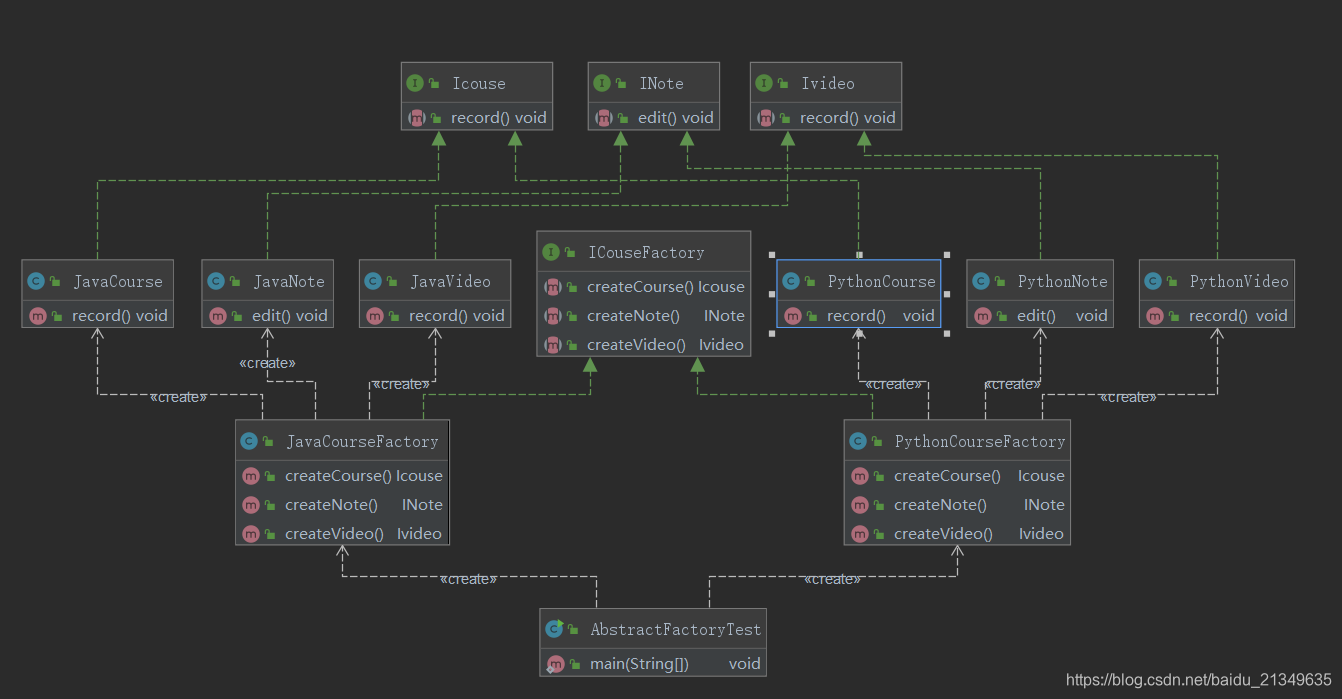 Icouse
record() void
INote
edit() void
Ivideo
record() void
ICouseFactory
createCourse() Icouse
createNote() INote
createVideo() Ivideo
JavaCourse
record() void
JavaNote
edit() void
JavaVideo
record() void
PythonCourse
record() void
PythonNote
edit() void
PythonVideo
record() void
«create»
«create»
«create»
«create»
«create»
«create»
JavaCourseFactory
createCourse() Icouse
createNote() INote
createVideo() Ivideo
PythonCourseFactory
createCourse() Icouse
createNote() INote
createVideo() Ivideo
«create»
«create»
AbstractFactoryTest
main(String[]) void
https://blog.csdn.net/baidu_21349635